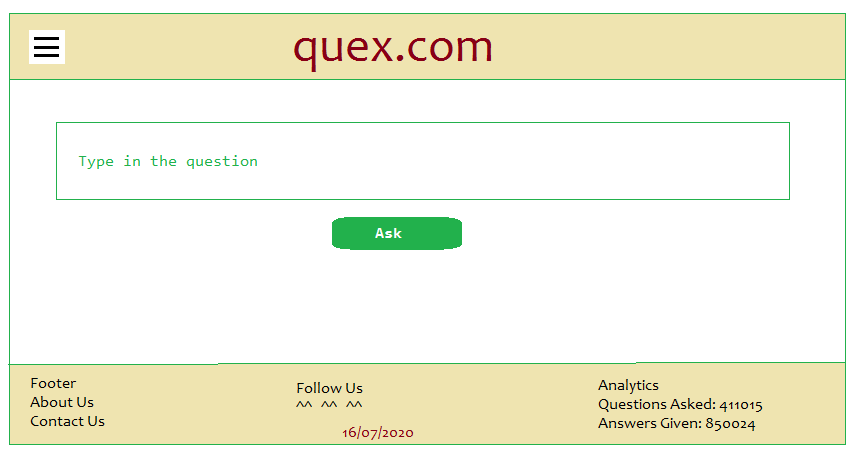 quex.com
Type in the question
Ask
Footer
About Us
Contact Us
Follow Us
^^ ^^ ^^
16/07/2020
Analytics
Questions Asked: 411015
Answers Given: 850024